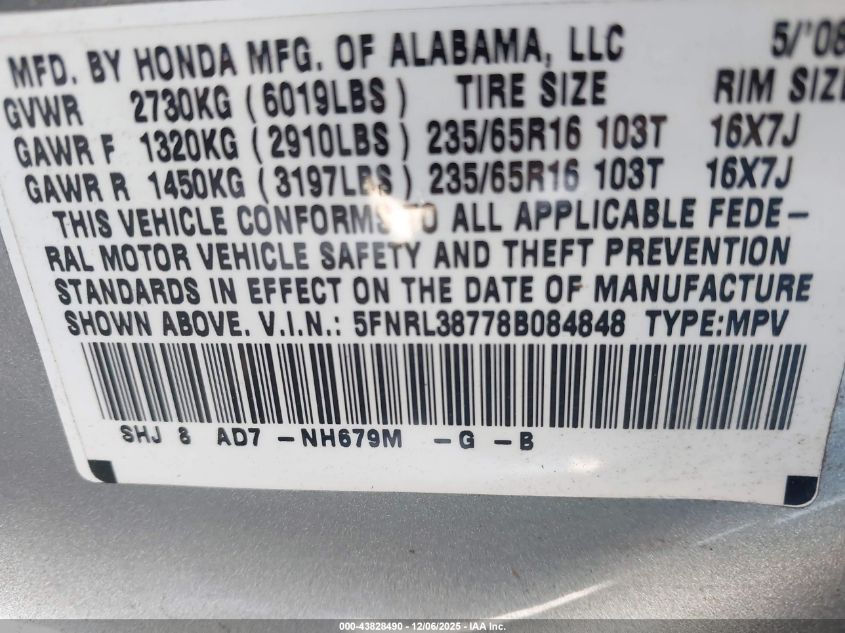 MFD. BY HONDA MFG. OF ALABAMA, LLC 5/'08
GVWR 2730KG (6019LBS) TIRE SIZE RIM SIZE
GAWR F 1320KG (2910LBS) 235/65R16 103T 16X7J
GAWR R 1450KG (3197LBS) 235/65R16 103T 16X7J
THIS VEHICLE CONFORMS TO ALL APPLICABLE FEDE-
RAL MOTOR VEHICLE SAFETY AND THEFT PREVENTION
STANDARDS IN EFFECT ON THE DATE OF MANUFACTURE
SHOWN ABOVE. V.I.N.: 5FNRL38778B084848 TYPE:MPV
SHJ 8 AD7 -NH679M -G -B
000-43828490 - 12/06/2025 - IAA Inc.